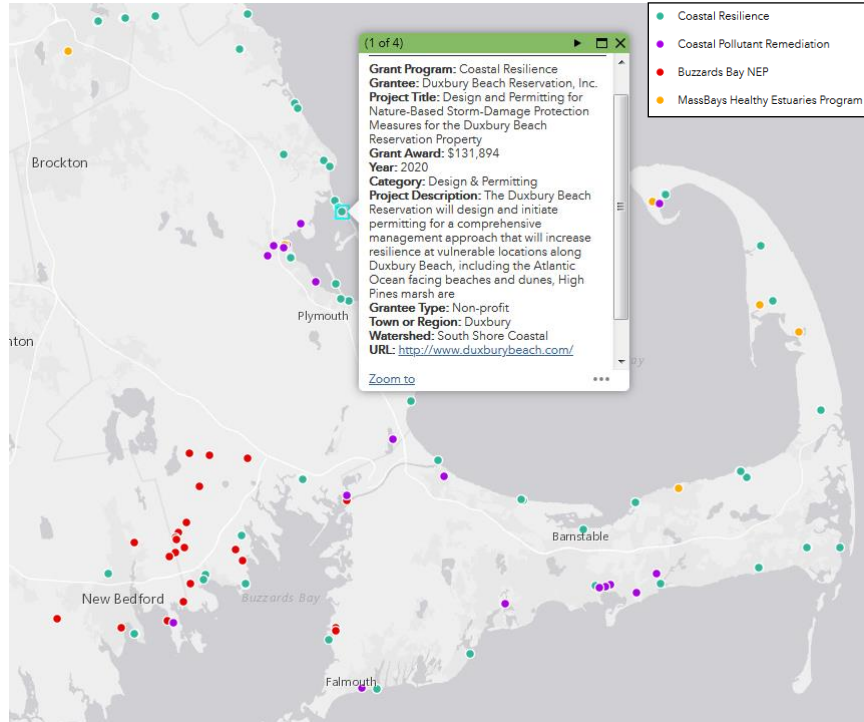 Coastal Resilience
Coastal Pollutant Remediation
Buzzards Bay NEP
MassBays Healthy Estuaries Program
(1 of 4)
Grant Program: Coastal Resilience
Grantee: Duxbury Beach Reservation, Inc.
Project Title: Design and Permitting for
Nature-Based Storm-Damage Protection
Measures for the Duxbury Beach
Reservation Property
Grant Award: $131,894
Year: 2020
Category: Design & Permitting
Project Description: The Duxbury Beach
Reservation will design and initiate
permitting for a comprehensive
management approach that will increase
resilience at vulnerable locations along
Duxbury Beach, including the Atlantic
Ocean facing beaches and dunes, High
Pines marsh are
Grantee Type: Non-profit
Town or Region: Duxbury
Watershed: South Shore Coastal
URL: http://www.duxburybeach.com/
Zoom to
Brockton
Plymouth
nton
ay
Barnstable
New Bedford
Buzzards Bay
Falmouth